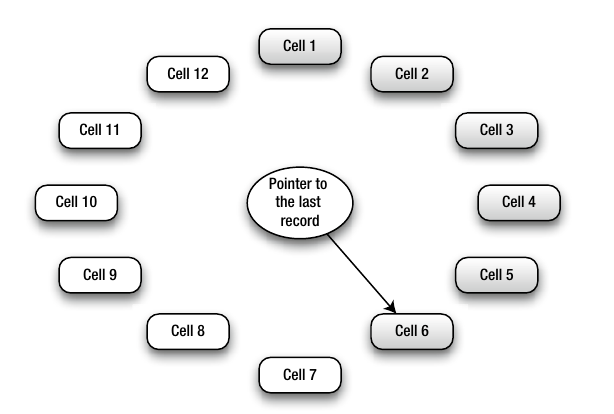 Cell 1
Cell 2
Cell 3
Cell 4
Cell 5
Cell 6
Cell 7
Cell 8
Cell 9
Cell 10
Cell 11
Cell 12
Pointer to
the last
record